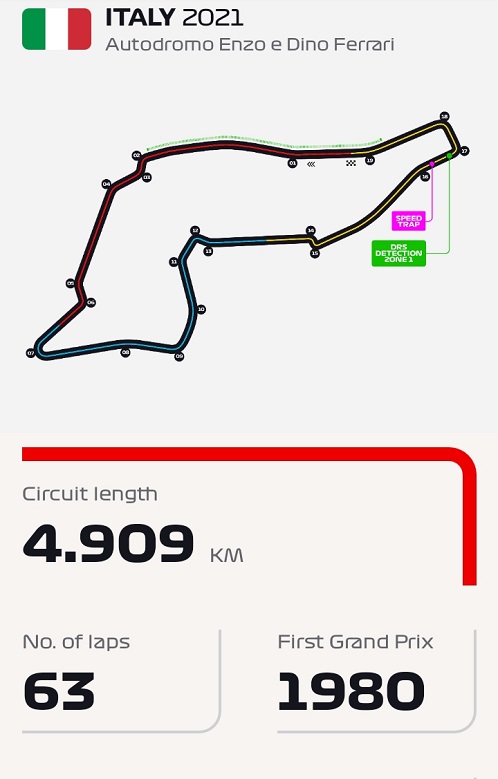 ITALY 2021
Autodromo Enzo e Dino Ferrari
18
17
02
01
19
03
16
04
SPEED
TRAP
12
14
13
15
DRS
DETECTION
ZONE 1
11
05
06
10
07
08
09
Circuit length
4.909 KM
No. of laps
63
First Grand Prix
1980